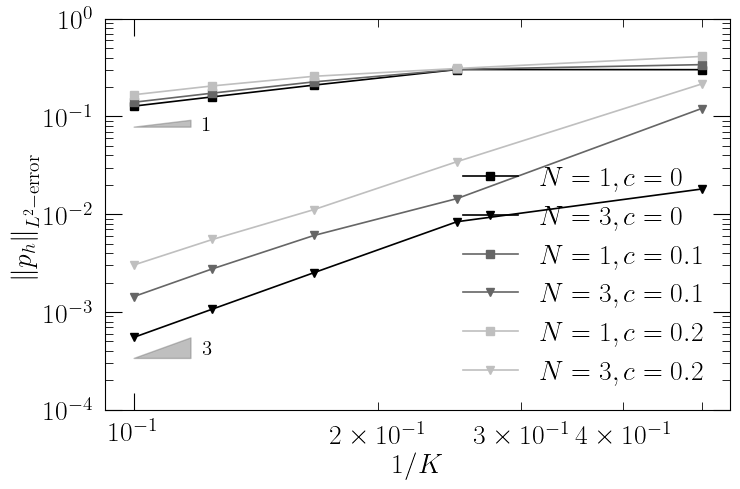 10^0
10^{-1}
10^{-2}
10^{-3}
10^{-4}
||p_h||_{L^2-error}
1
3
N = 1, c = 0
N = 3, c = 0
N = 1, c = 0.1
N = 3, c = 0.1
N = 1, c = 0.2
N = 3, c = 0.2
10^{-1} 2 × 10^{-1} 3 × 10^{-1} 4 × 10^{-1}
1/K